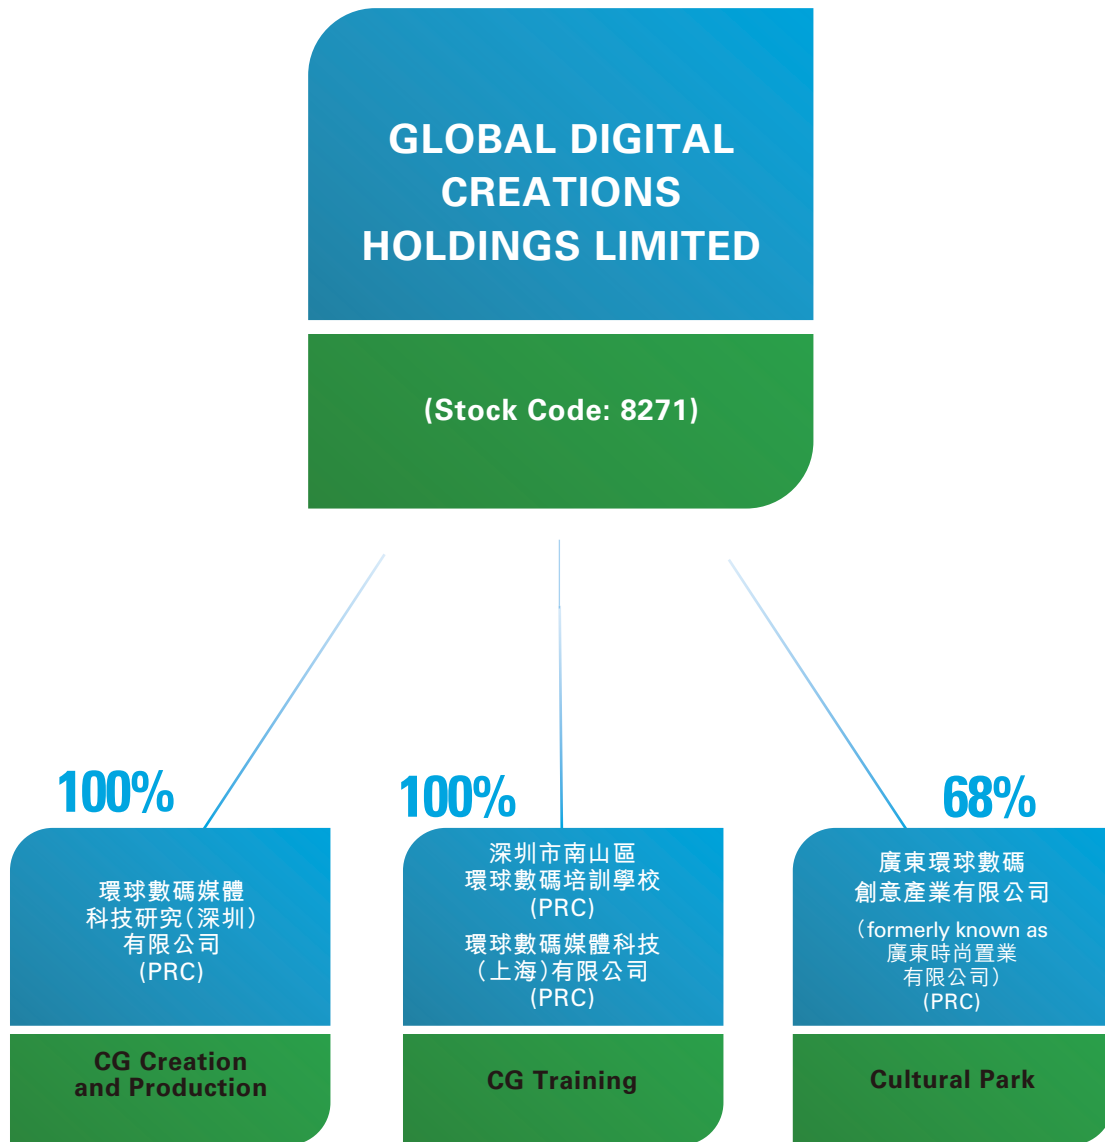 GLOBAL DIGITAL
CREATIONS
HOLDINGS LIMITED
(Stock Code: 8271)
100%
環球數碼媒體
科技研究（深圳）
有限公司
(PRC)
CG Creation
and Production
100%
深圳市南山區
環球數碼培訓學校
(PRC)
環球數碼媒體科技
（上海）有限公司
(PRC)
CG Training
68%
廣東環球數碼
創意產業有限公司
（formerly known as
廣東時尚置業
有限公司）
(PRC)
Cultural Park